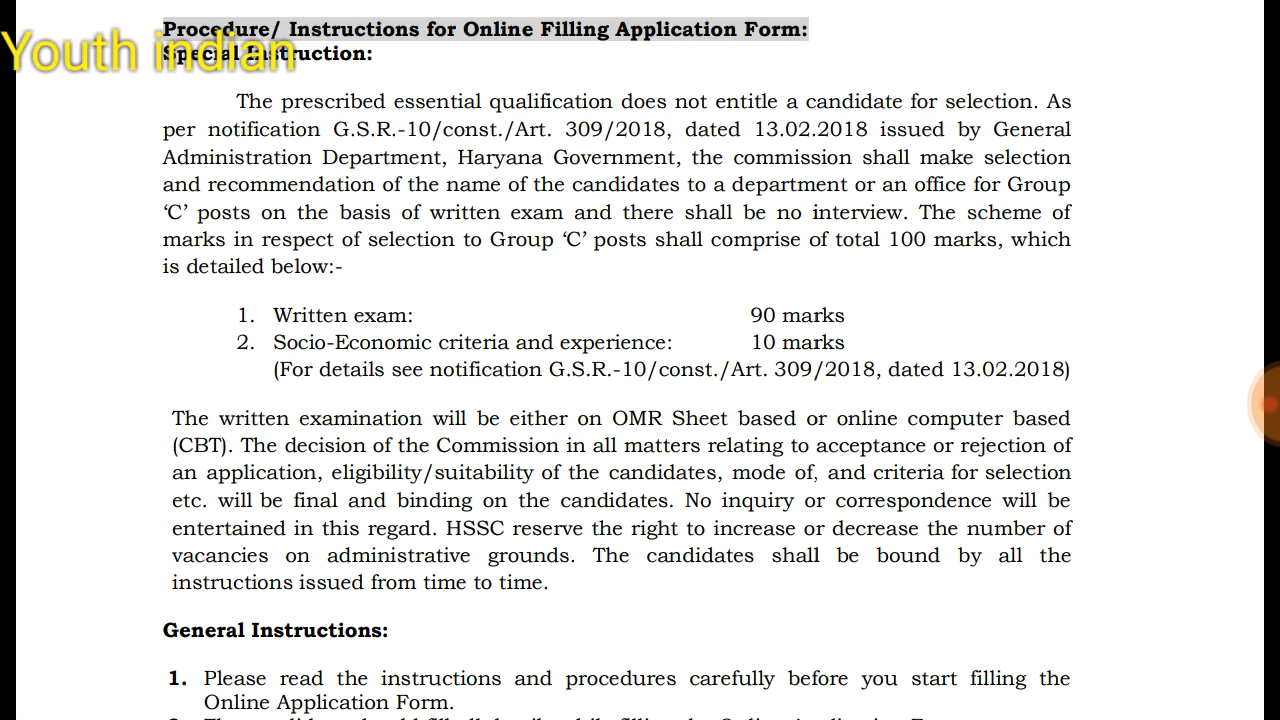 Procedure/ Instructions for Online Filling Application Form:
Youth indian
Special Instruction:
The prescribed essential qualification does not entitle a candidate for selection. As
per notification G.S.R.-10/const./Art. 309/2018, dated 13.02.2018 issued by General
Administration Department, Haryana Government, the commission shall make selection
and recommendation of the name of the candidates to a department or an office for Group
‘C’ posts on the basis of written exam and there shall be no interview. The scheme of
marks in respect of selection to Group ‘C’ posts shall comprise of total 100 marks, which
is detailed below:-
1. Written exam: 90 marks
2. Socio-Economic criteria and experience: 10 marks
(For details see notification G.S.R.-10/const./Art. 309/2018, dated 13.02.2018)
The written examination will be either on OMR Sheet based or online computer based
(CBT). The decision of the Commission in all matters relating to acceptance or rejection of
an application, eligibility/suitability of the candidates, mode of, and criteria for selection
etc. will be final and binding on the candidates. No inquiry or correspondence will be
entertained in this regard. HSSC reserve the right to increase or decrease the number of
vacancies on administrative grounds. The candidates shall be bound by all the
instructions issued from time to time.
General Instructions:
1. Please read the instructions and procedures carefully before you start filling the
Online Application Form.